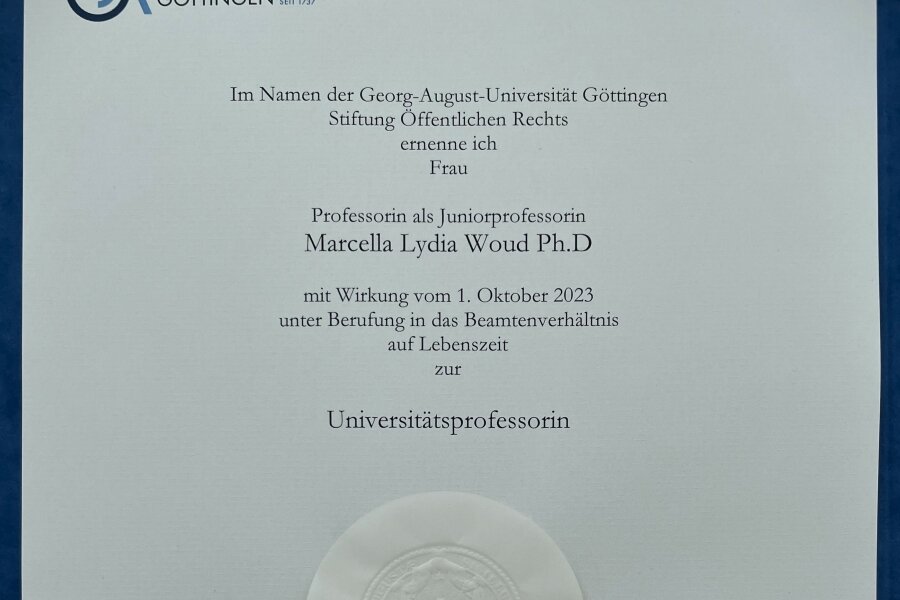 GÖTTINGEN SEIT 1737
Im Namen der Georg-August-Universität Göttingen
Stiftung Öffentlichen Rechts
ernenne ich
Frau
Professorin als Juniorprofessorin
Marcella Lydia Woud Ph.D
mit Wirkung vom 1. Oktober 2023
unter Berufung in das Beamtenverhältnis
auf Lebenszeit
zur
Universitätsprofessorin